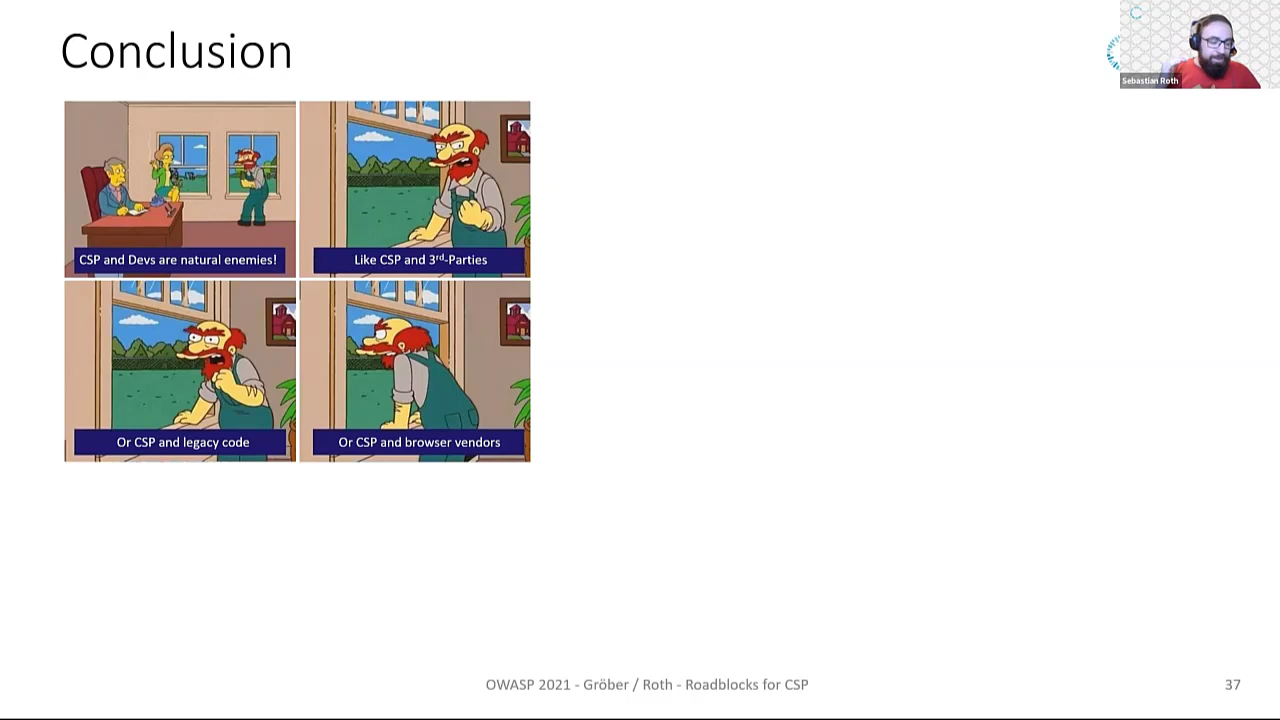 Conclusion
Sebastian Roth
CSP and Devs are natural enemies!
Like CSP and 3rd-Parties
Or CSP and legacy code
Or CSP and browser vendors
OWASP 2021 - Gröber / Roth - Roadblocks for CSP
37